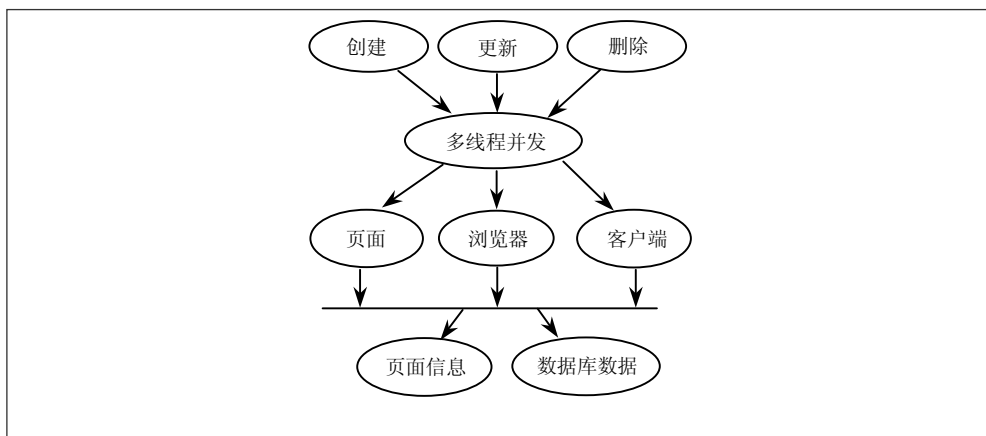 创建
更新
删除
多线程并发
页面
浏览器
客户端
页面信息
数据库数据